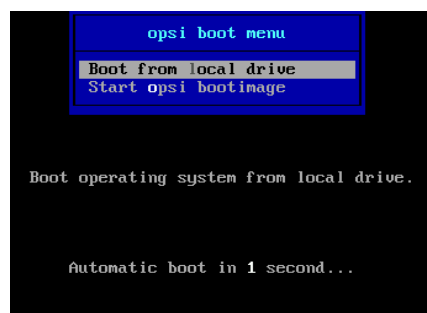 opsi boot menu
Boot from local drive
Start opsi bootimage
Boot operating system from local drive.
Automatic boot in 1 second...